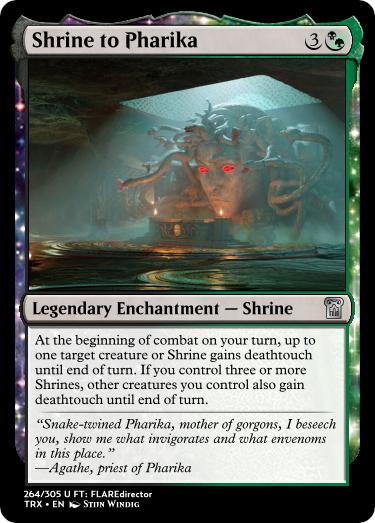 Shrine to Pharika 3
Legendary Enchantment — Shrine
At the beginning of combat on your turn, up to
one target creature or Shrine gains deathtouch
until end of turn. If you control three or more
Shrines, other creatures you control also gain
deathtouch until end of turn.
“Snake-twined Pharika, mother of gorgons, I beseech
you, show me what invigorates and what envenoms
in this place.”
—Agathe, priest of Pharika
264/305 U FT: FLAREdirector
TRX • EN Stijn Windig